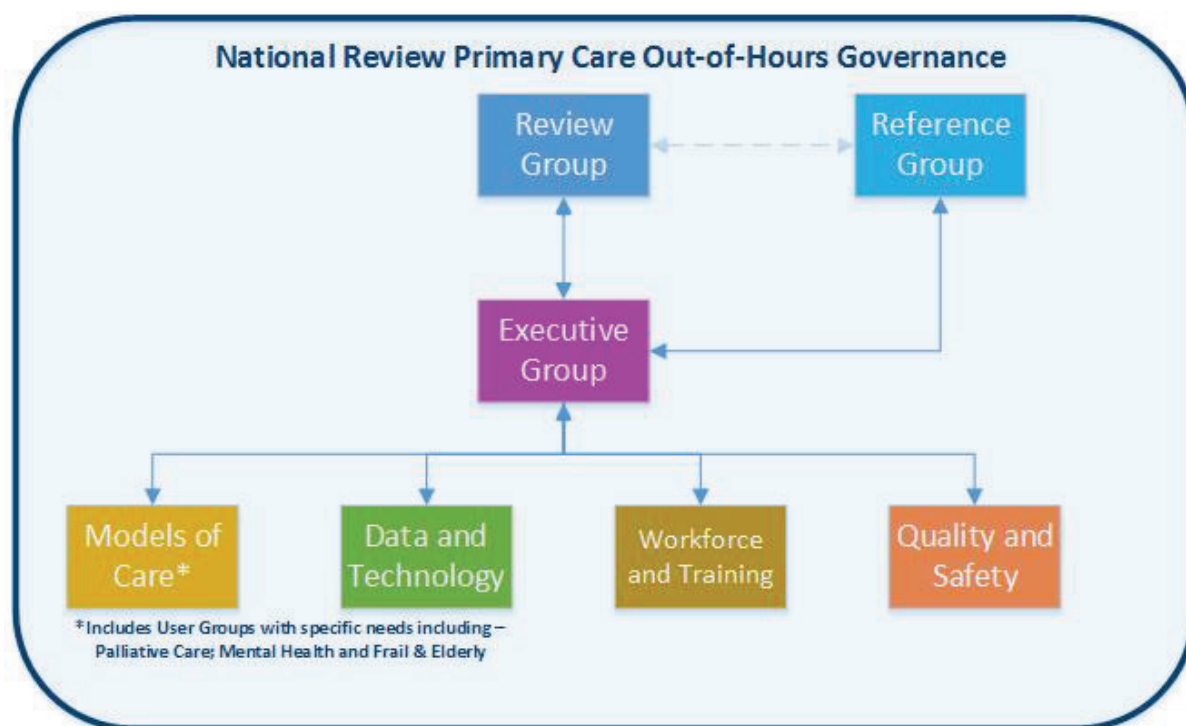 National Review Primary Care Out-of-Hours Governance
Review
Group
Reference
Group
Executive
Group
Models of
Care*
Data and
Technology
Workforce
and Training
Quality and
Safety
*Includes User Groups with specific needs including –
Palliative Care; Mental Health and Frail & Elderly